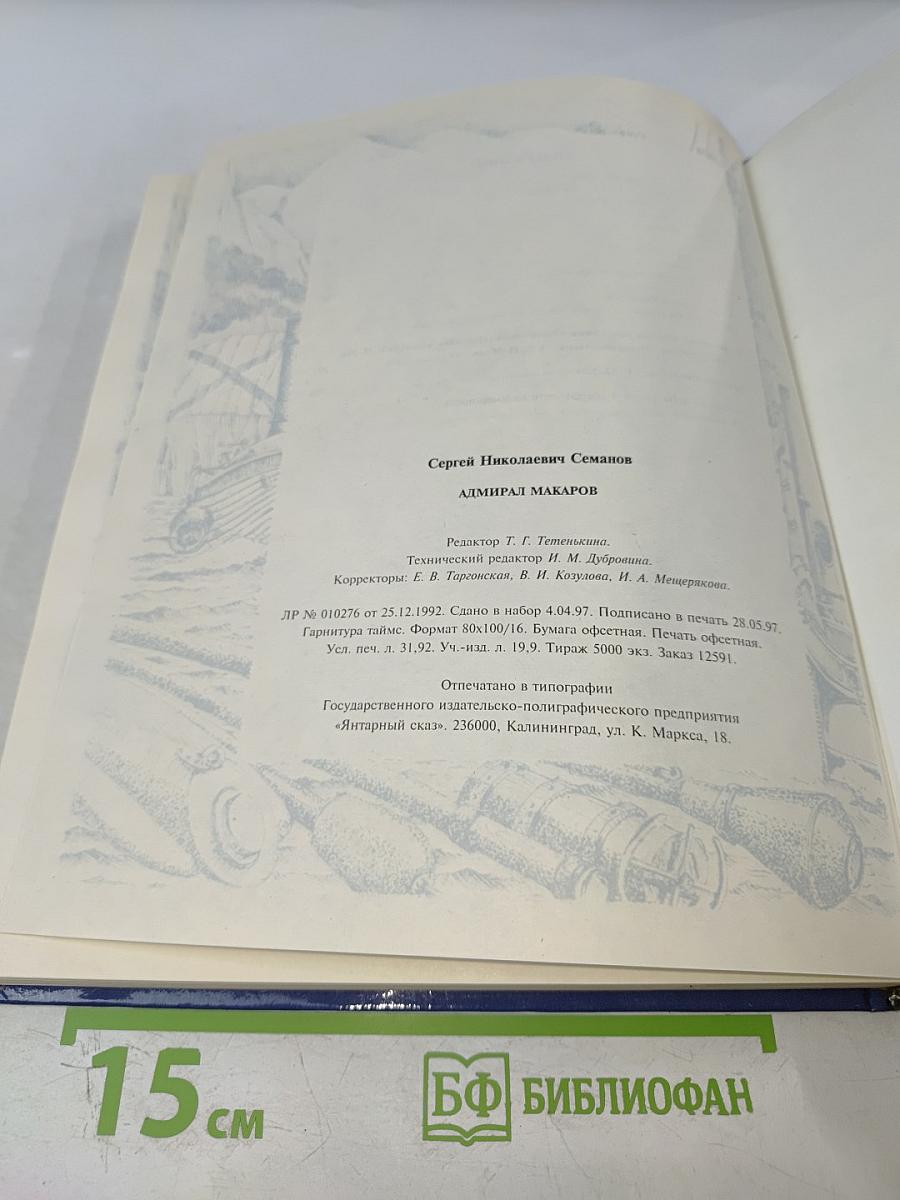 Сергей Николаевич Семанов
АДМИРАЛ МАКАРОВ
Редактор Т. Г. Тетенькина.
Технический редактор И. М. Дубровина.
Корректоры: Е. В. Таргонская, В. И. Козулова, И. А. Мещерякова.
ЛР № 010276 от 25.12.1992. Сдано в набор 4.04.97. Подписано в печать 28.05.97.
Гарнитура таймс. Формат 80х100/16. Бумага офсетная. Печать офсетная.
Усл. печ. л. 31,92. Уч.-изд. л. 19,9. Тираж 5000 экз. Заказ 12591.
Отпечатано в типографии
Государственного издательско-полиграфического предприятия
«Янтарный сказ». 236000, Калининград, ул. К. Маркса, 18.
15 см
БФ БИБЛИОФАН